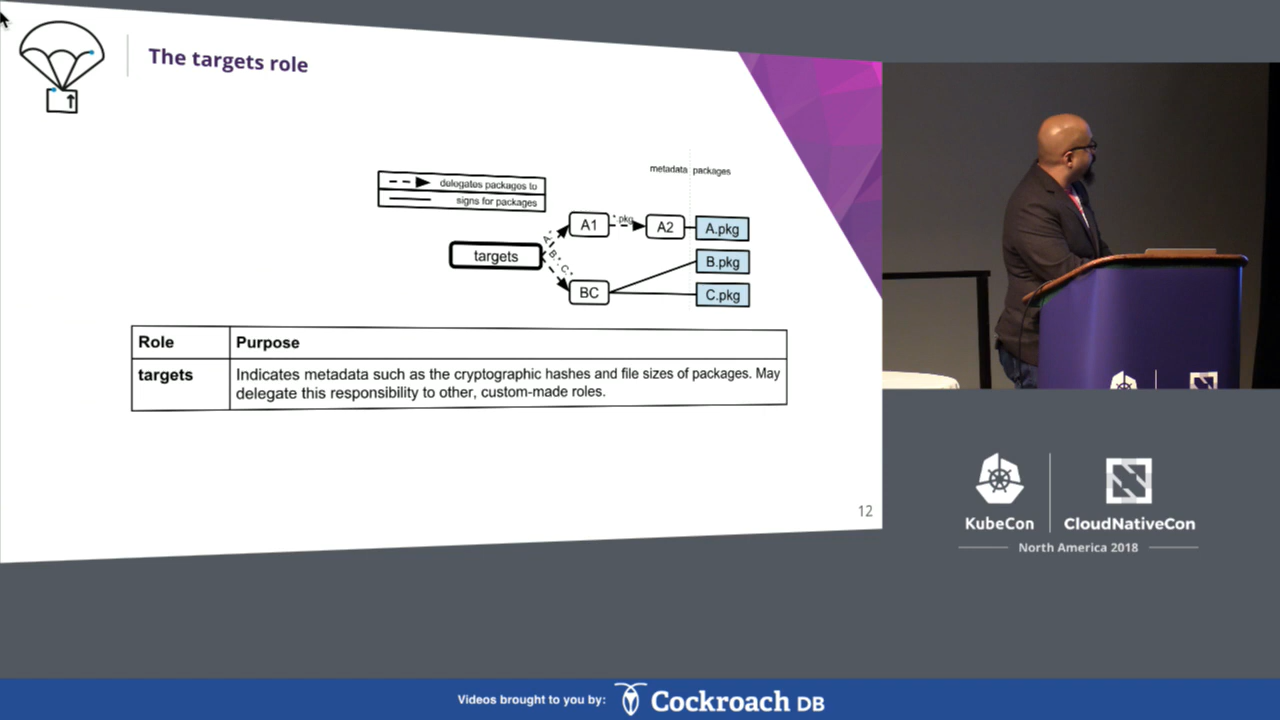 The targets role
metadata packages
delegates packages to
signs for packages
A1
*.pkg
A2
A.pkg
targets
B.pkg
BC
C.pkg
Role Purpose
targets Indicates metadata such as the cryptographic hashes and file sizes of packages. May
delegate this responsibility to other, custom-made roles.
12
KubeCon CloudNativeCon
North America 2018
Videos brought to you by: Cockroach DB